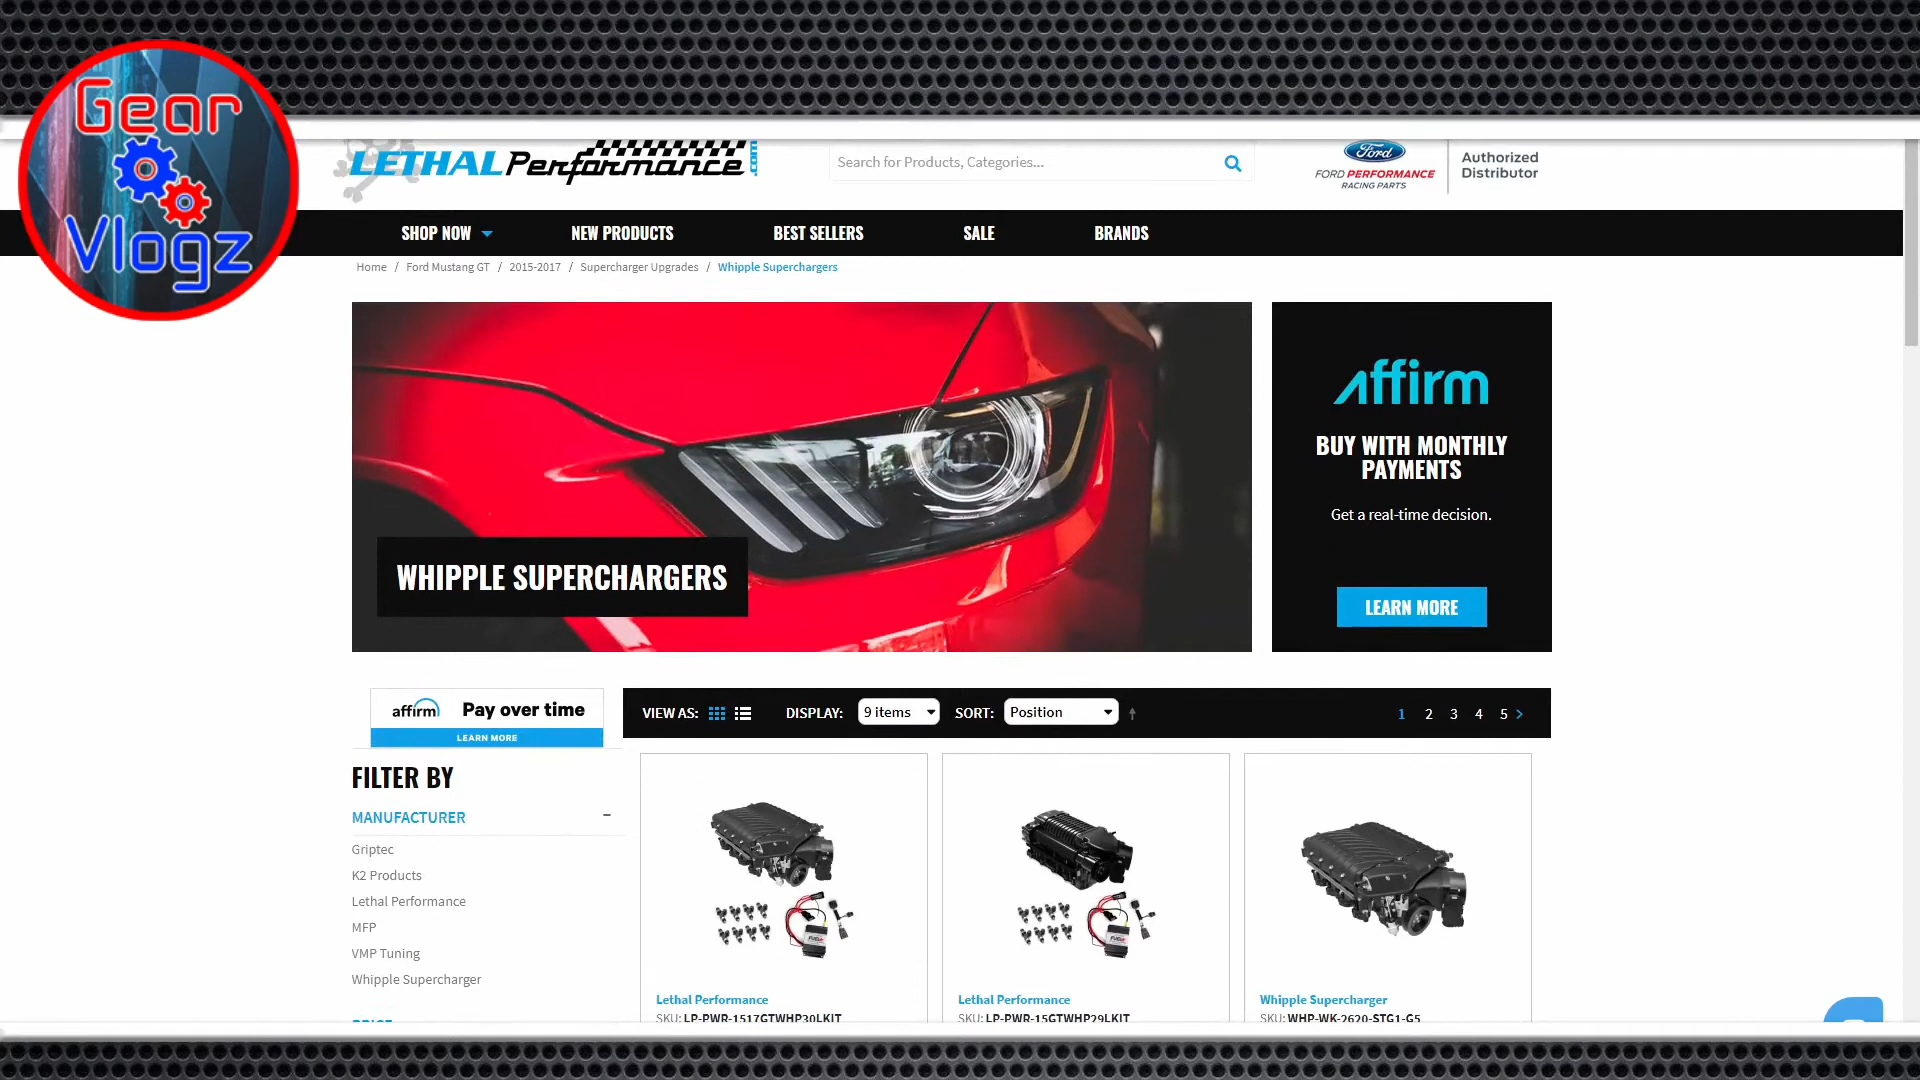 Gear
Vlogz
LETHAL Performance .com
Search for Products, Categories...
Ford
FORD PERFORMANCE
RACING PARTS
Authorized
Distributor
SHOP NOW
NEW PRODUCTS
BEST SELLERS
SALE
BRANDS
Home / Ford Mustang GT / 2015-2017 / Supercharger Upgrades / Whipple Superchargers
WHIPPLE SUPERCHARGERS
affirm
BUY WITH MONTHLY
PAYMENTS
Get a real-time decision.
LEARN MORE
affirm Pay over time
LEARN MORE
VIEW AS:
DISPLAY: 9 items
SORT: Position
1 2 3 4 5
FILTER BY
MANUFACTURER
Griptec
K2 Products
Lethal Performance
MFP
VMP Tuning
Whipple Supercharger
PRICE
Lethal Performance
SKU: LP-PWR-1517GTWHP30LKIT
Lethal Performance
SKU: LP-PWR-15GTWHP29LKIT
Whipple Supercharger
SKU: WHP-WK-2620-STG1-G5